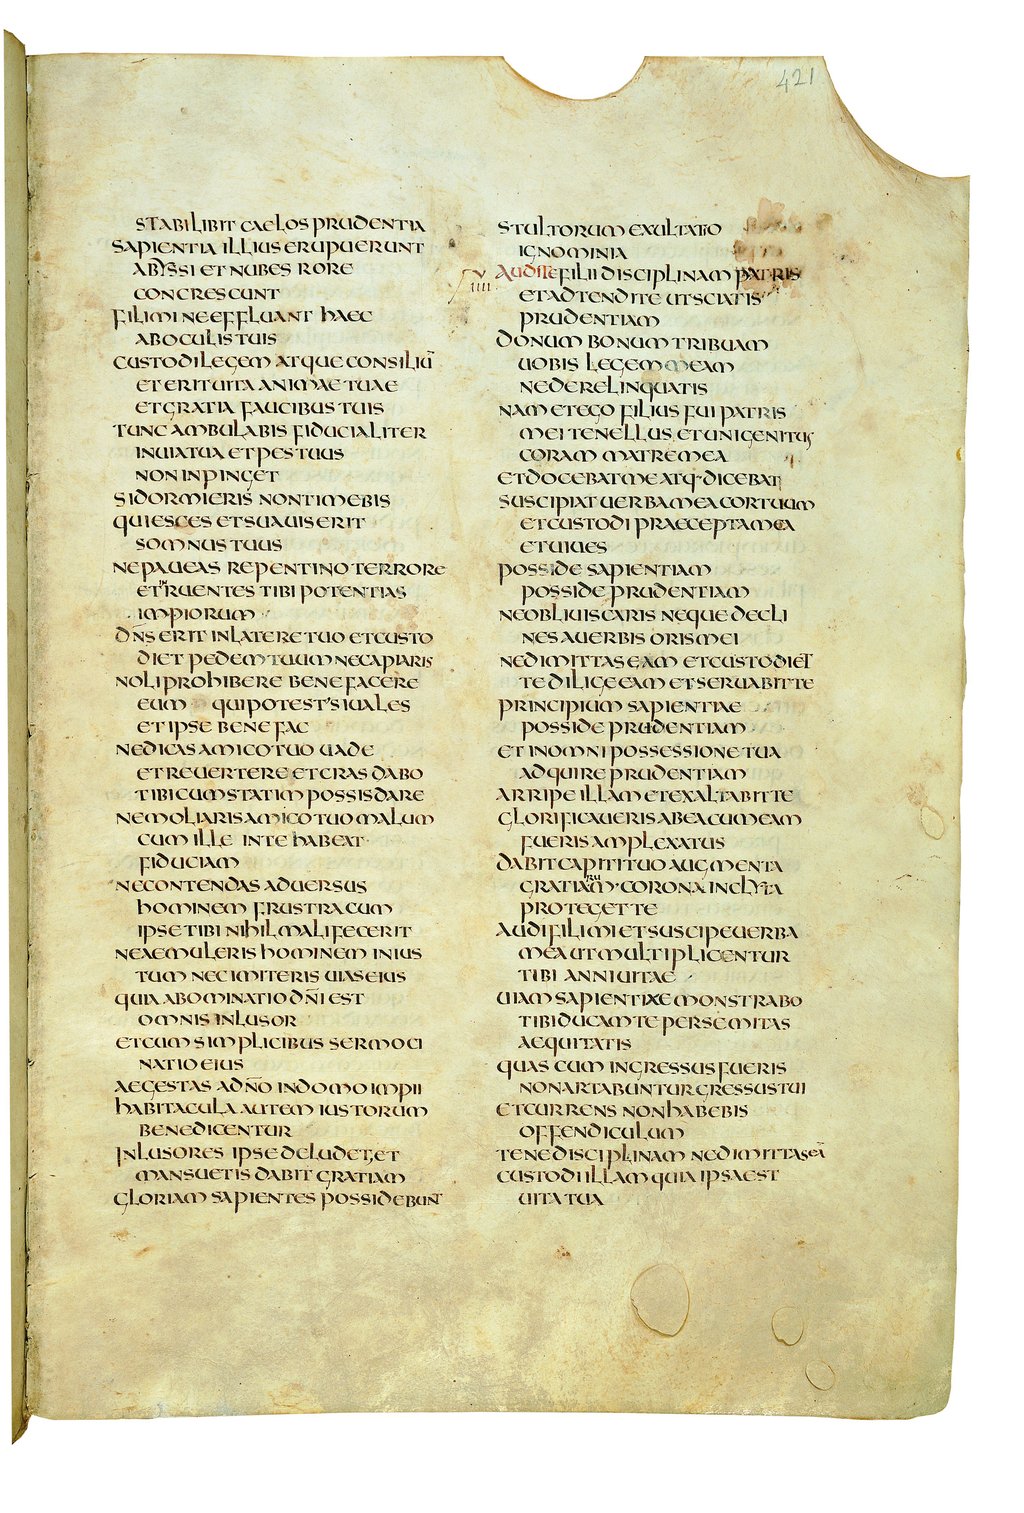 421
STABILIBIT CAELOS PRUDENTIA
SAPIENTIA ILLIUS ERUPUERUNT
ABYSSI ET NUBES RORE
CONCRESCUNT
FILI MI NE EFFLUANT HAEC
AB OCULIS TUIS
CUSTODI LEGEM ATQUE CONSILIŪ
ET ERIT UITA ANIMAE TUAE
ET GRATIA FAUCIBUS TUIS
TUNC AMBULABIS FIDUCIALITER
IN UIA TUA ET PES TUUS
NON INPINGET
SI DORMIERIS NON TIMEBIS
QUIESCES ET SUAUIS ERIT
SOMNUS TUUS
NE PAUEAS REPENTINO TERRORE
ET INRUENTES TIBI POTENTIAS
IMPIORUM
DN̄S ERIT IN LATERE TUO ET CUSTO
DIET PEDEM TUUM NE CAPIARIS
NOLI PROHIBERE BENEFACERE
EUM QUI POTEST SI UALES
ET IPSE BENEFAC
NE DICAS AMICO TUO UADE
ET REUERTERE ET CRAS DABO
TIBI CUM STATIM POSSIS DARE
NE MOLIARIS AMICO TUO MALUM
CUM ILLE IN TE HABEAT
FIDUCIAM
NE CONTENDAS ADUERSUS
HOMINEM FRUSTRA CUM
IPSE TIBI NIHIL MALI FECERIT
NE AEMULERIS HOMINEM INIUS
TUM NEC IMITERIS UIAS EIUS
QUIA ABOMINATIO DN̄I EST
OMNIS INLUSOR
ET CUM SIMPLICIBUS SERMOCI
NATIO EIUS
AEGESTAS A DN̄O IN DOMO IMPII
HABITACULA AUTEM IUSTORUM
BENEDICENTUR
INLUSORES IPSE DELUDET ET
MANSUETIS DABIT GRATIAM
GLORIAM SAPIENTES POSSIDEBUNT
STULTORUM EXULTATIO
IGNOMINIA
IIII AUDITE FILII DISCIPLINAM PATRIS
ET ADTENDITE UT SCIATIS
PRUDENTIAM
DONUM BONUM TRIBUAM
UOBIS LEGEM MEAM
NE DERELINQUATIS
NAM ET EGO FILIUS FUI PATRIS
MEI TENELLUS ET UNIGENITUS
CORAM MATRE MEA
ET DOCEBAT ME ATQ· DICEBAT
SUSCIPIAT UERBA MEA COR TUUM
ET CUSTODI PRAECEPTA MEA
ET UIUES
POSSIDE SAPIENTIAM
POSSIDE PRUDENTIAM
NE OBLIUISCARIS NEQUE DECLI
NES A UERBIS ORIS MEI
NE DIMITTAS EAM ET CUSTODIET
TE DILIGE EAM ET SERUABIT TE
PRINCIPIUM SAPIENTIAE
POSSIDE PRUDENTIAM
ET IN OMNI POSSESSIONE TUA
ADQUIRE PRUDENTIAM
ARRIPE ILLAM ET EXALTABIT TE
GLORIFICAUERIS AB EA CUM EAM
FUERIS AMPLEXATUS
DABIT CAPITI TUO AUGMENTA
GRATIARUM· CORONA INCLYTA
PROTEGET TE
AUDI FILI MI ET SUSCIPE UERBA
MEA UT MULTIPLICENTUR
TIBI ANNI UITAE
UIAM SAPIENTIAE MONSTRABO
TIBI DUCAM TE PER SEMITAS
AEQUITATIS
QUAS CUM INGRESSUS FUERIS
NON ARTABUNTUR GRESSUS TUI
ET CURRENS NON HABEBIS
OFFENDICULUM
TENE DISCIPLINAM NE DIMITTAS EĀ
CUSTODI ILLAM QUIA IPSA EST
UITA TUA